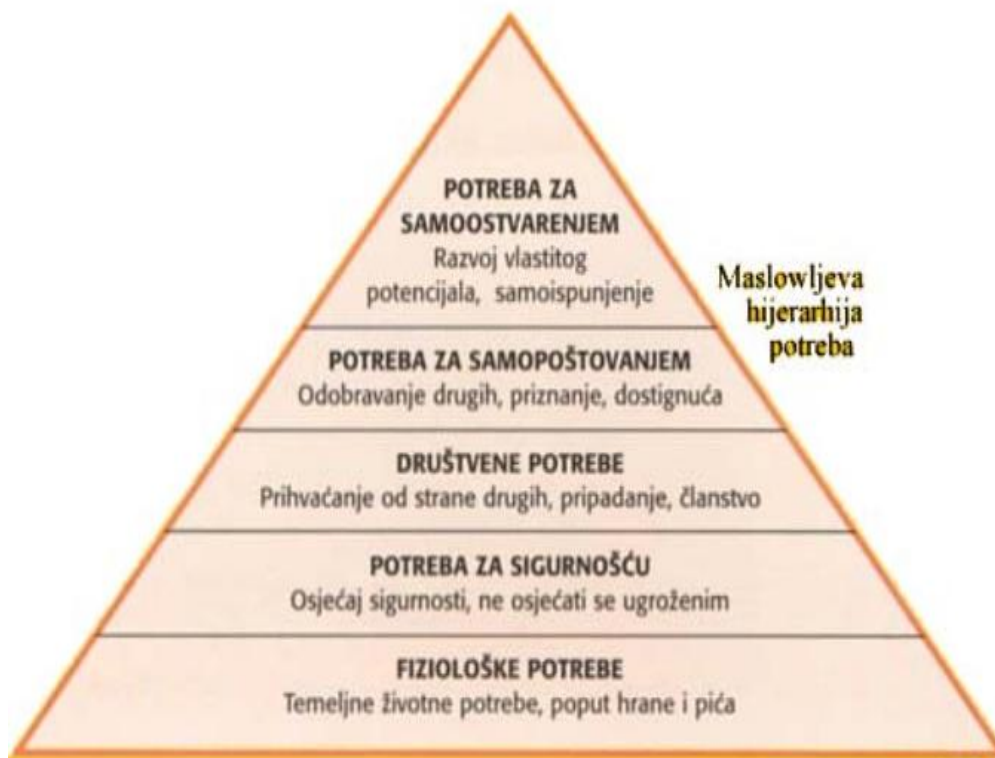 POTREBA ZA
SAMOOSTVARENJEM
Razvoj vlastitog
potencijala, samoispunjenje
Maslowljeva
hijerarhija
potreba
POTREBA ZA SAMOPOŠTOVANJEM
Odobravanje drugih, priznanje, dostignuća
DRUŠTVENE POTREBE
Prihvaćanje od strane drugih, pripadanje, članstvo
POTREBA ZA SIGURNOŠĆU
Osjećaj sigurnosti, ne osjećati se ugroženim
FIZIOLOŠKE POTREBE
Temeljne životne potrebe, poput hrane i pića